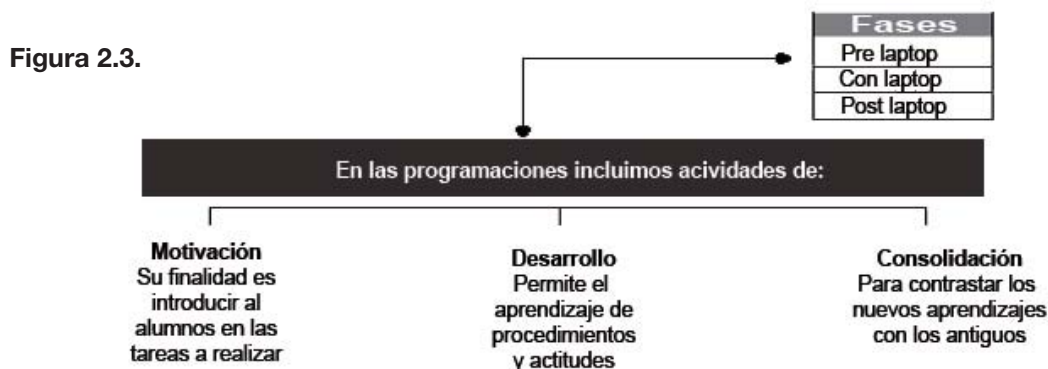 Figura 2.3.
Fases
Pre laptop
Con laptop
Post laptop
En las programaciones incluimos acividades de:
Motivación
Su finalidad es
introducir al
alumnos en las
tareas a realizar
Desarrollo
Permite el
aprendizaje de
procedimientos
y actitudes
Consolidación
Para contrastar los
nuevos aprendizajes
con los antiguos